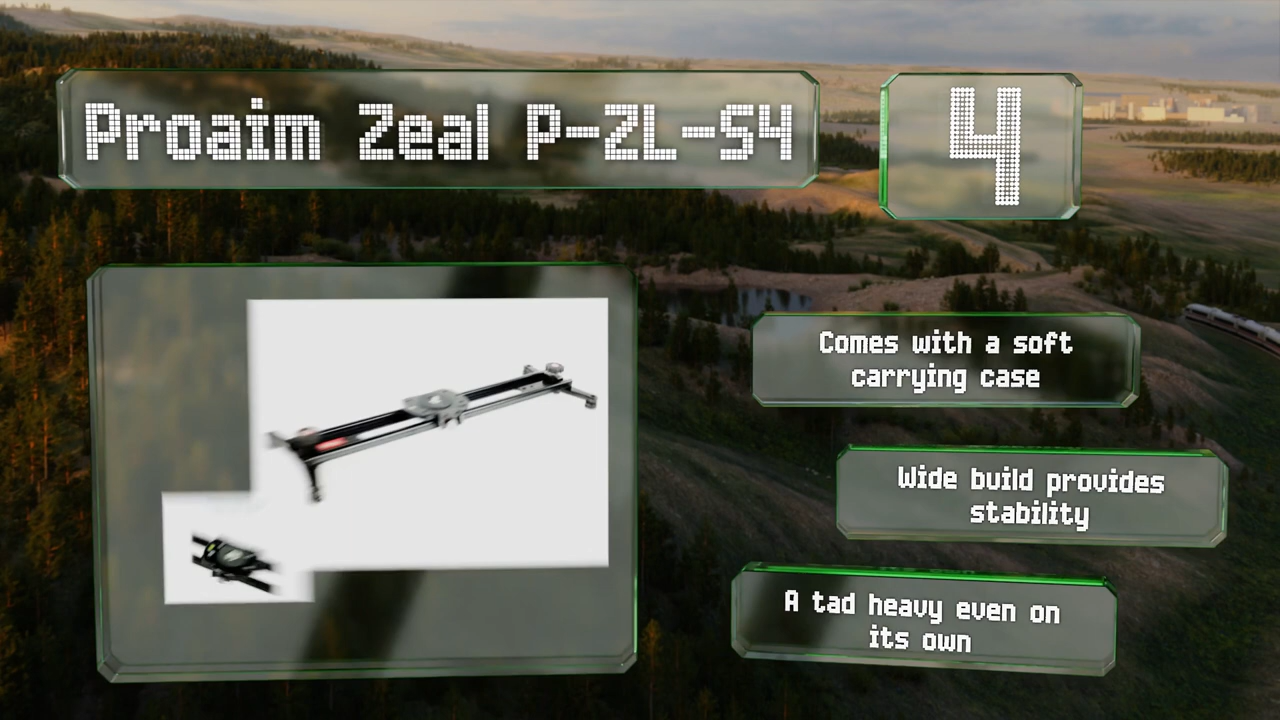 Proaim Zeal P-ZL-S4
4
Comes with a soft
carrying case
Wide build provides
stability
A tad heavy even on
its own